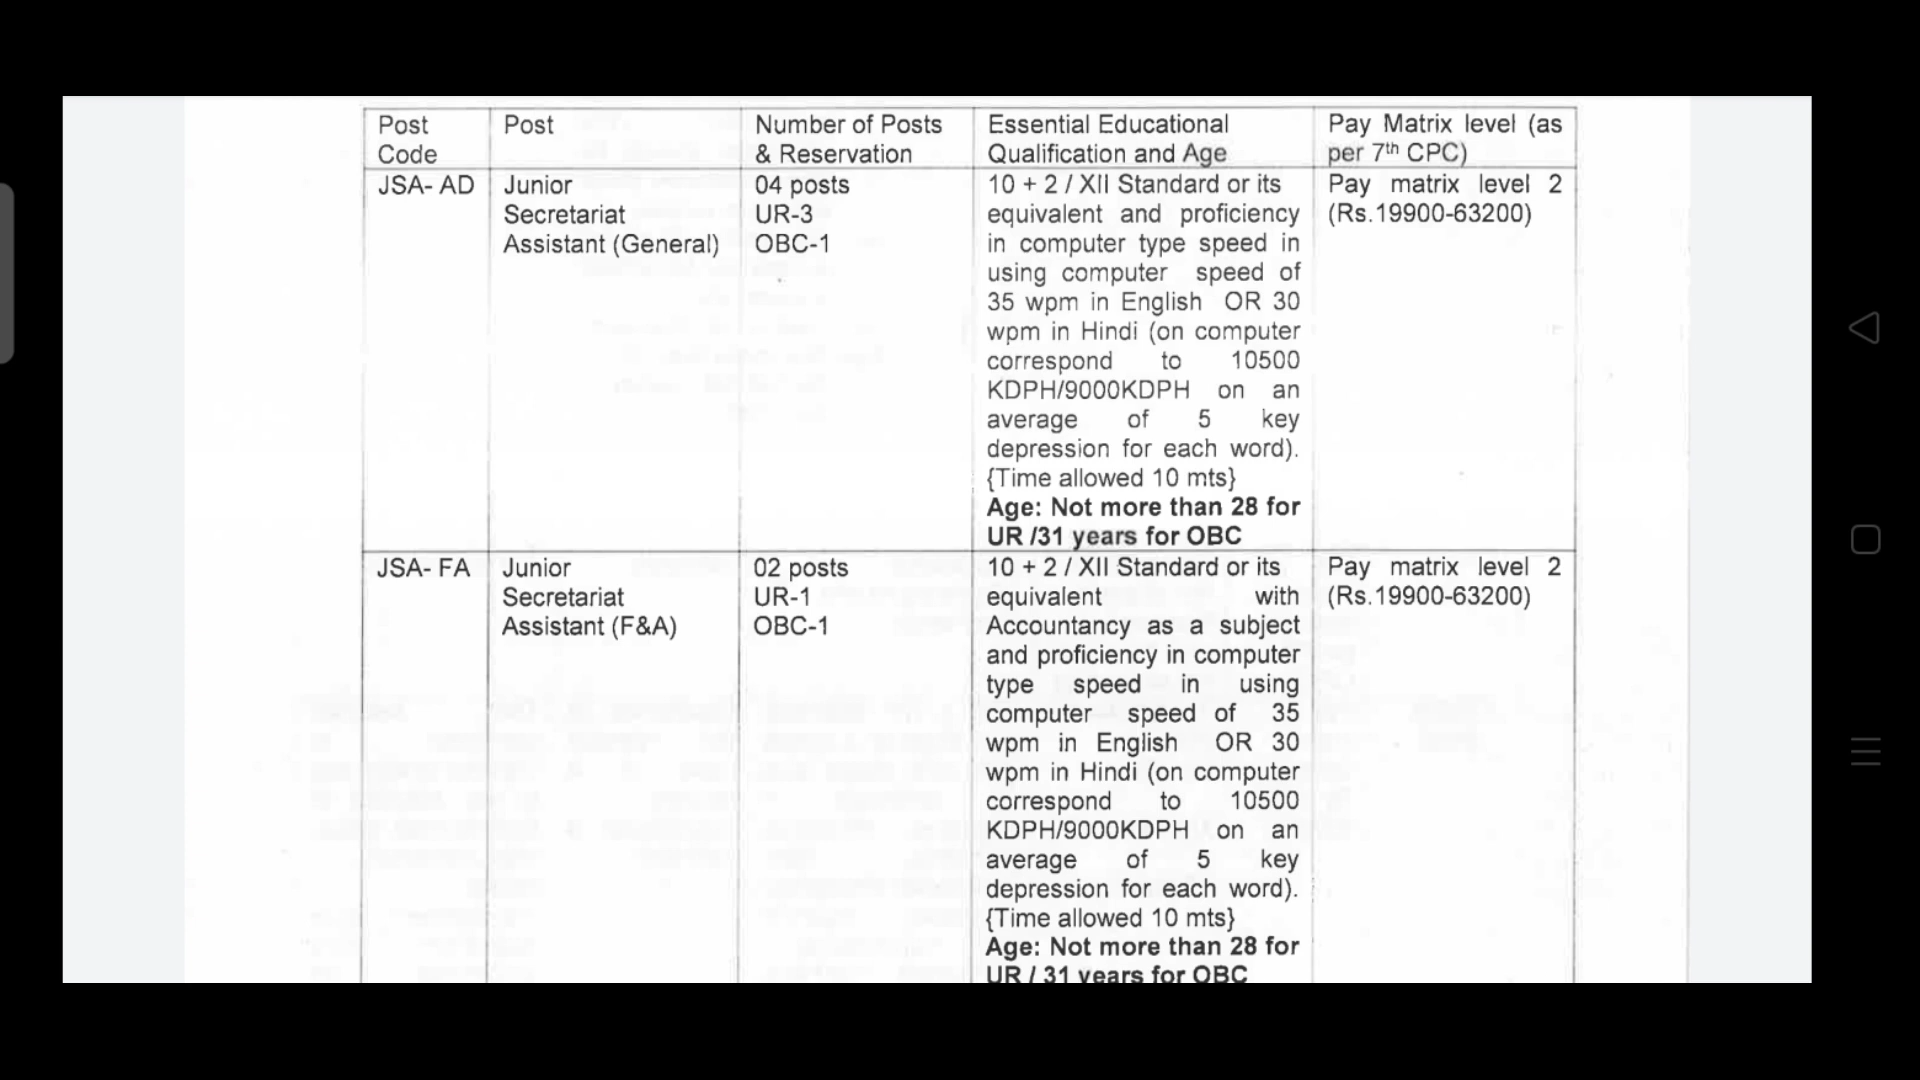 Post Code
Post
Number of Posts & Reservation
Essential Educational Qualification and Age
Pay Matrix level (as per 7th CPC)
JSA- AD
Junior
Secretariat
Assistant (General)
04 posts
UR-3
OBC-1
10 + 2 / XII Standard or its
equivalent and proficiency
in computer type speed in
using computer speed of
35 wpm in English OR 30
wpm in Hindi (on computer
correspond to 10500
KDPH/9000KDPH on an
average of 5 key
depression for each word).
{Time allowed 10 mts}
Age: Not more than 28 for
UR /31 years for OBC
Pay matrix level 2
(Rs.19900-63200)
JSA- FA
Junior
Secretariat
Assistant (F&A)
02 posts
UR-1
OBC-1
10 + 2 / XII Standard or its
equivalent with
Accountancy as a subject
and proficiency in computer
type speed in using
computer speed of 35
wpm in English OR 30
wpm in Hindi (on computer
correspond to 10500
KDPH/9000KDPH on an
average of 5 key
depression for each word).
{Time allowed 10 mts}
Age: Not more than 28 for
UR / 31 years for OBC
Pay matrix level 2
(Rs.19900-63200)